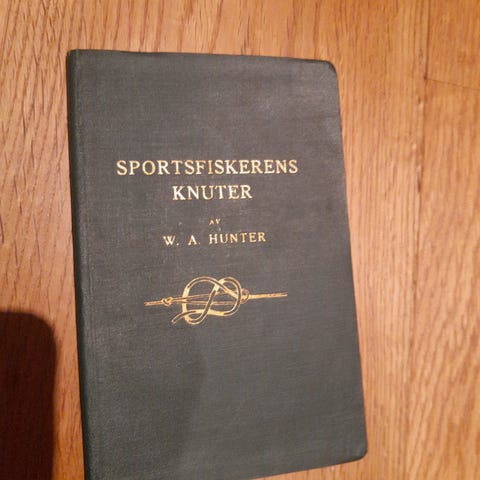 SPORTSFISKERENS
KNUTER
AV
W. A. HUNTER